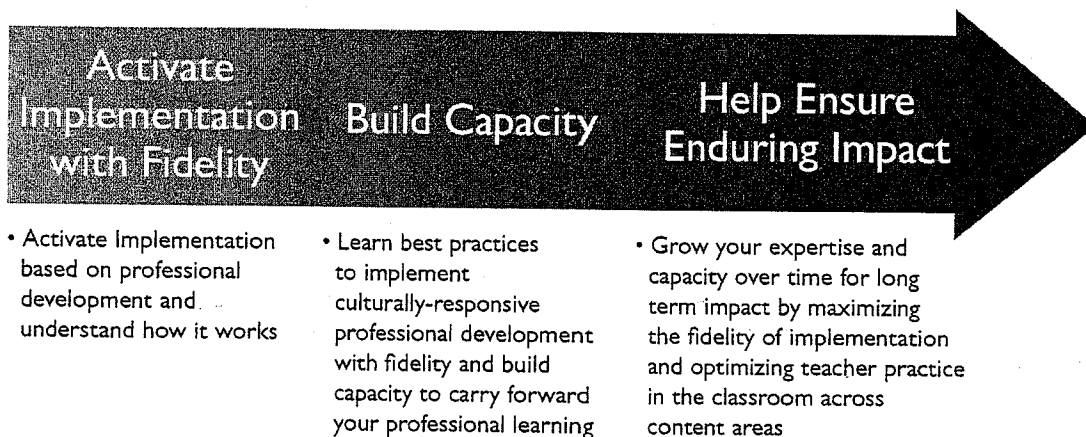 Activate
Implementation
with Fidelity
Build Capacity
Help Ensure
Enduring Impact
• Activate Implementation
based on professional
development and
understand how it works
• Learn best practices
to implement
culturally-responsive
professional development
with fidelity and build
capacity to carry forward
your professional learning
• Grow your expertise and
capacity over time for long
term impact by maximizing
the fidelity of implementation
and optimizing teacher practice
in the classroom across
content areas